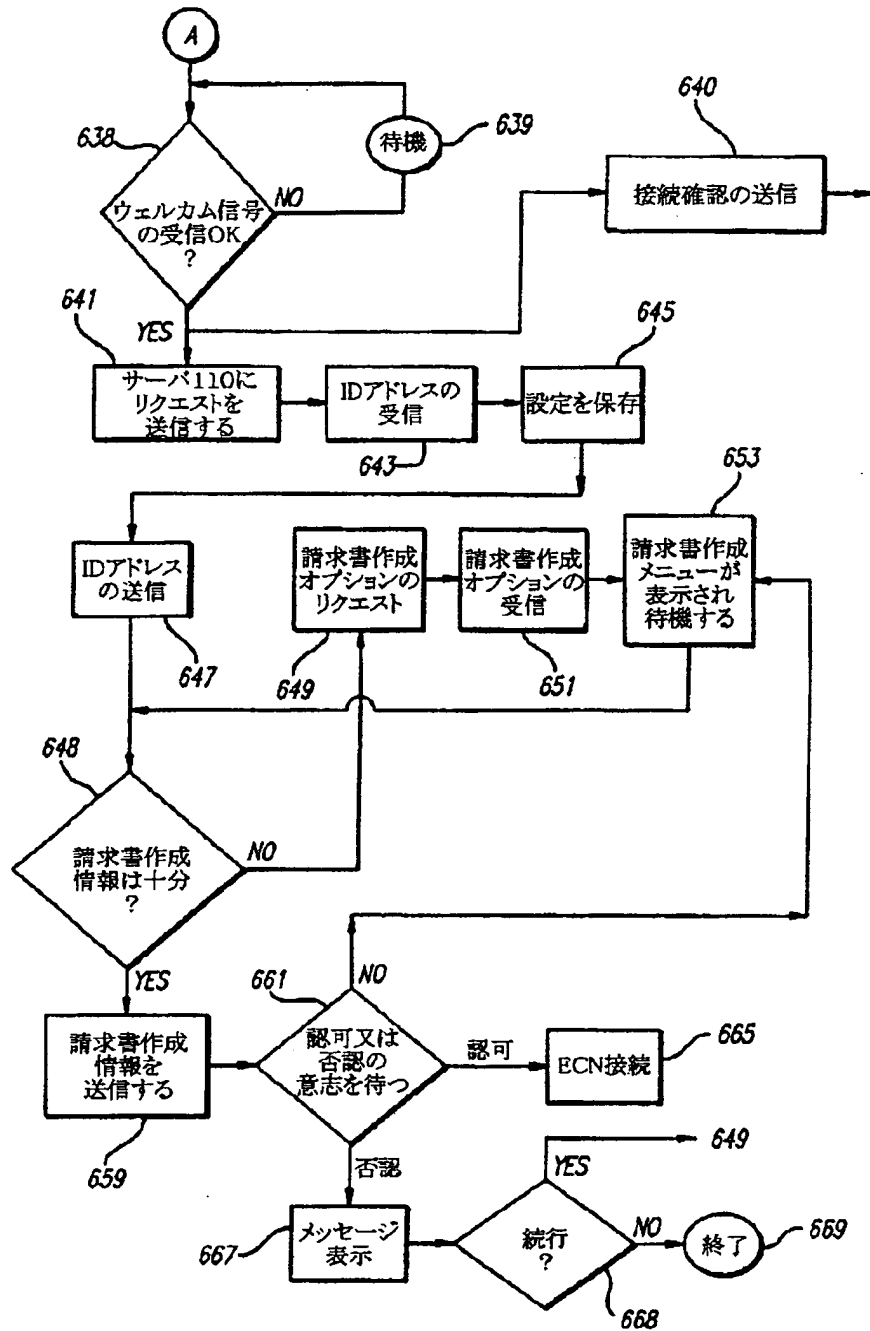 A
638
待機
639
640
接続確認の送信
ウェルカム信号
の受信OK
?
NO
YES
641
サーバ110に
リクエストを
送信する
IDアドレスの
受信
643
645
設定を保存
IDアドレス
の送信
647
請求書作成
オプションの
リクエスト
649
請求書作成
オプションの
受信
651
653
請求書作成
メニューが
表示され
待機する
648
請求書作成
情報は十分
?
NO
YES
請求書作成
情報を
送信する
659
661
認可又は
否認の
意志を待つ
NO
認可
ECN接続
665
否認
メッセージ
表示
667
続行
?
668
YES
649
NO
終了
669